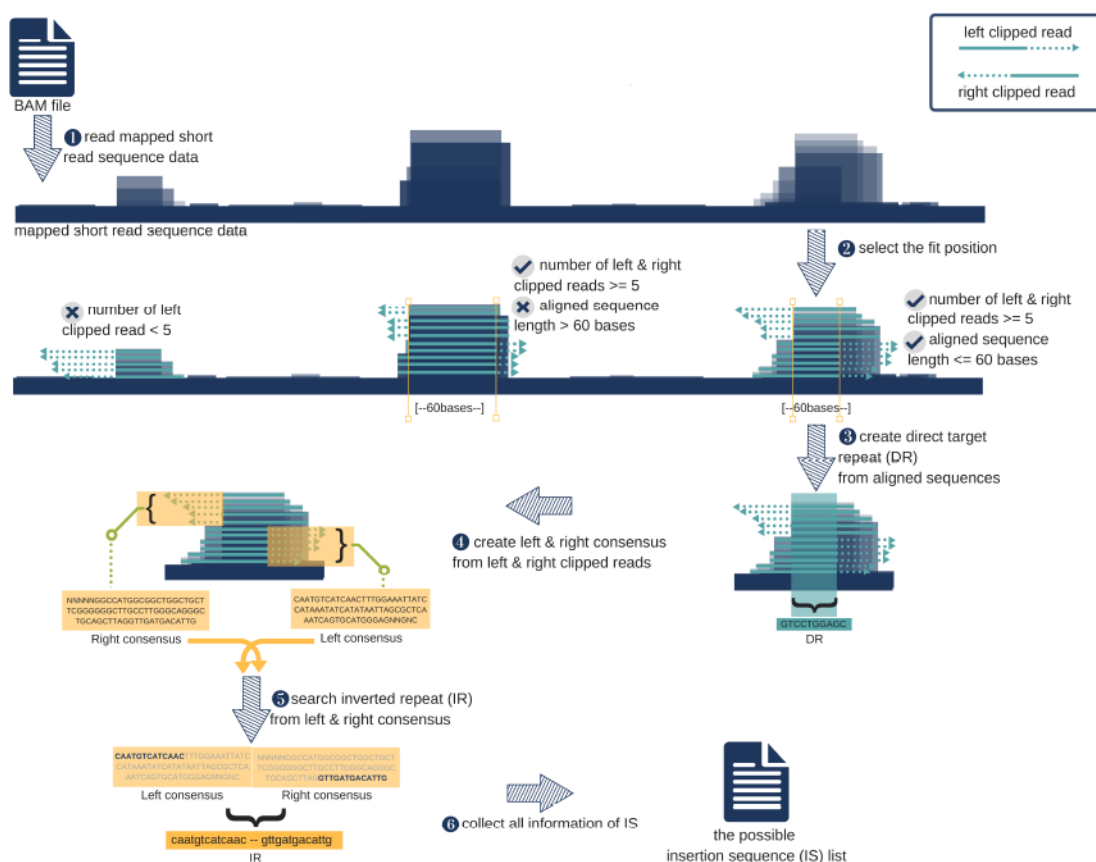 left clipped read
right clipped read
BAM file
1 read mapped short
read sequence data
mapped short read sequence data
2 select the fit position
number of left
clipped read < 5
number of left & right
clipped reads >= 5
aligned sequence
length > 60 bases
number of left & right
clipped reads >= 5
aligned sequence
length <= 60 bases
[--60bases--]
[--60bases--]
3 create direct target
repeat (DR)
from aligned sequences
4 create left & right consensus
from left & right clipped reads
GTCCTGGAGC
DR
NNNNNGGCCATGGCGGCTGGCTGCT
TCGGGGGGCTTGCCTTGGGCAGGGC
TGCAGCTTAGGTTGATGACATTG
Right consensus
CAATGTCATCAACTTTGGAAATTATC
CATAAATATCATATAATTAGCGCTCA
AATCAGTGCATGGGAGNNGNC
Left consensus
5 search inverted repeat (IR)
from left & right consensus
CAATGTCATCAACTTTGGAAATTATC
CATAAATATCATATAATTAGCGCTCA
AATCAGTGCATGGGAGNNGNC
Left consensus
NNNNNGGCCATGGCGGCTGGCTGCT
TCGGGGGGCTTGCCTTGGGCAGGGC
TGCAGCTTAGGTTGATGACATTG
Right consensus
caatgtcatcaac -- gttgatgacattg
IR
6 collect all information of IS
the possible
insertion sequence (IS) list